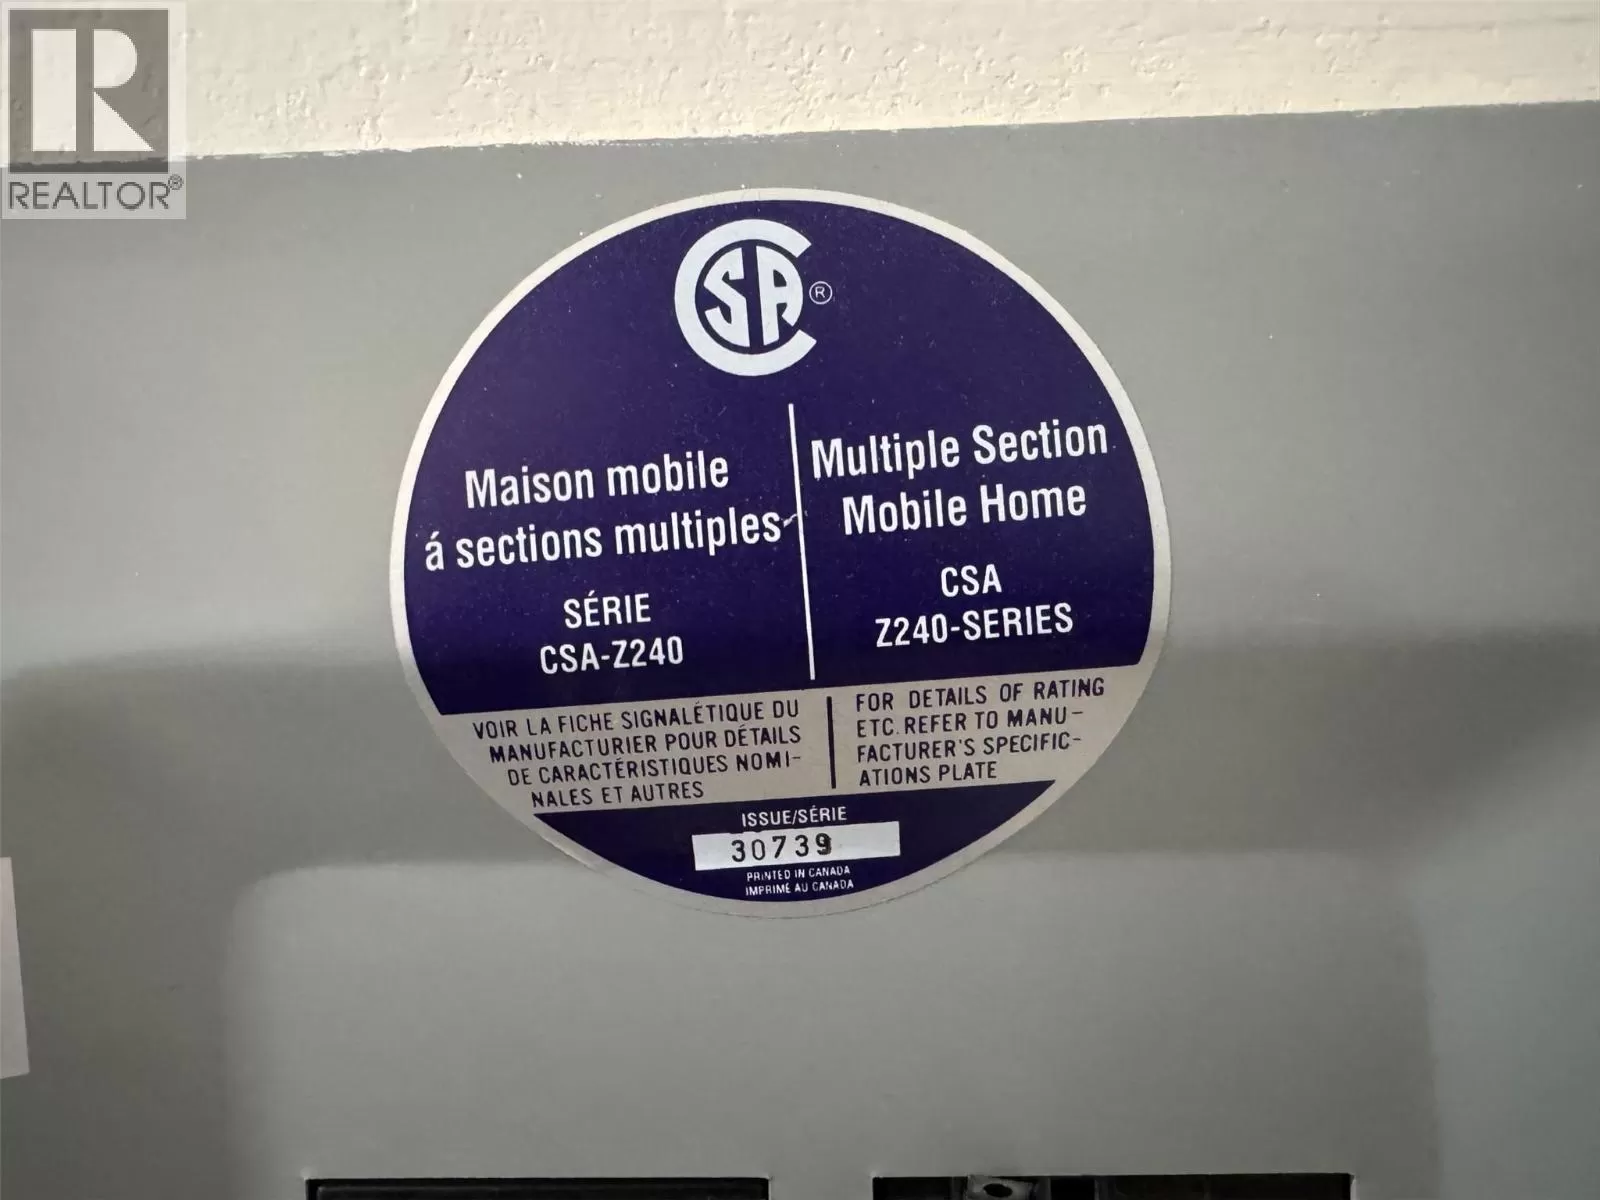 REALTOR®
CSA®
Maison mobile
á sections multiples
SÉRIE
CSA-Z240
Multiple Section
Mobile Home
CSA
Z240-SERIES
VOIR LA FICHE SIGNALÉTIQUE DU
MANUFACTURIER POUR DÉTAILS
DE CARACTÉRISTIQUES NOMI-
NALES ET AUTRES
FOR DETAILS OF RATING
ETC. REFER TO MANU-
FACTURER'S SPECIFIC-
ATIONS PLATE
ISSUE/SÉRIE
30739
PRINTED IN CANADA
IMPRIMÉ AU CANADA